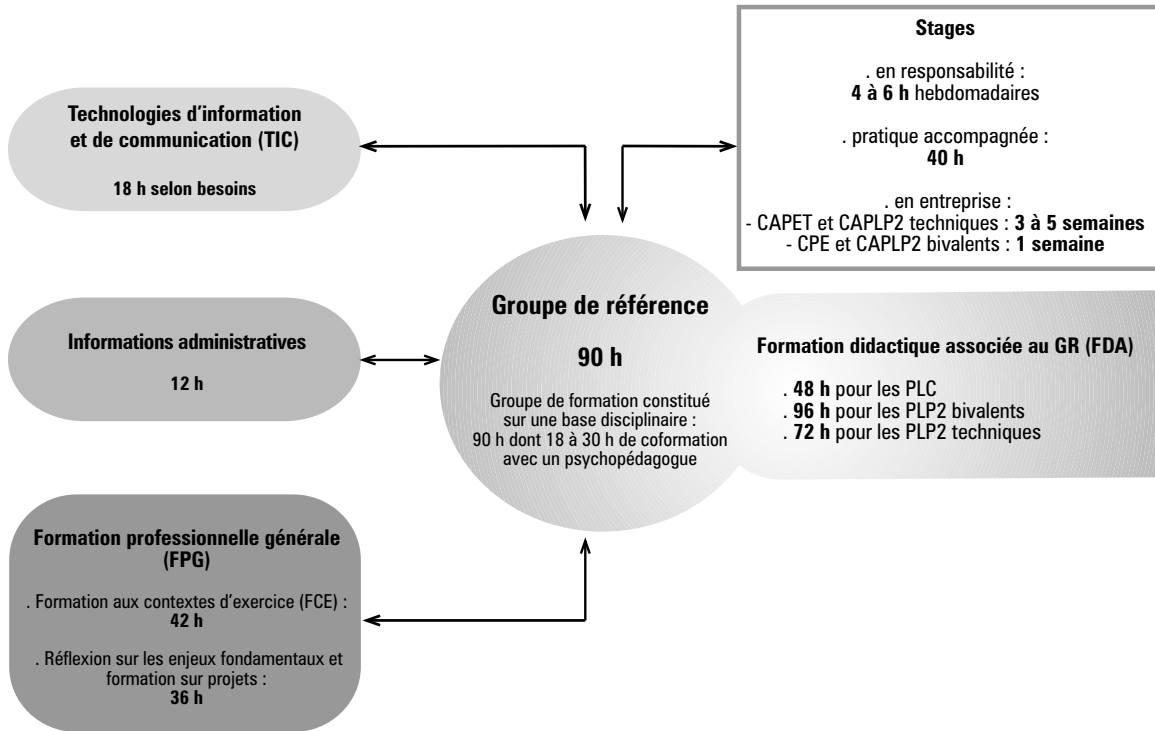 Technologies d'information
et de communication (TIC)
18 h selon besoins
Informations administratives
12 h
Formation professionnelle générale
(FPG)
. Formation aux contextes d'exercice (FCE) :
42 h
. Réflexion sur les enjeux fondamentaux et
formation sur projets :
36 h
Groupe de référence
90 h
Groupe de formation constitué
sur une base disciplinaire :
90 h dont 18 à 30 h de coformation
avec un psychopédagogue
Stages
. en responsabilité :
4 à 6 h hebdomadaires
. pratique accompagnée :
40 h
. en entreprise :
- CAPET et CAPLP2 techniques : 3 à 5 semaines
- CPE et CAPLP2 bivalents : 1 semaine
Formation didactique associée au GR (FDA)
. 48 h pour les PLC
. 96 h pour les PLP2 bivalents
. 72 h pour les PLP2 techniques